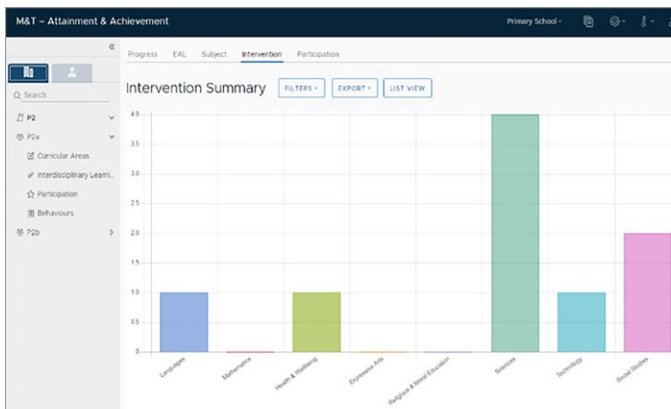 M&T – Attainment & Achievement
Primary School
Progress EAL Subject Intervention Participation
Search
P2
P2a
Curricular Areas
Interdisciplinary Learni...
Participation
Behaviours
P2b
Intervention Summary FILTERS EXPORT LIST VIEW
4.0
3.5
3.0
2.5
2.0
1.5
1.0
0.5
0
Languages
Mathematics
Health & Wellbeing
Expressive Arts
Religious & Moral Education
Sciences
Technology
Social Studies